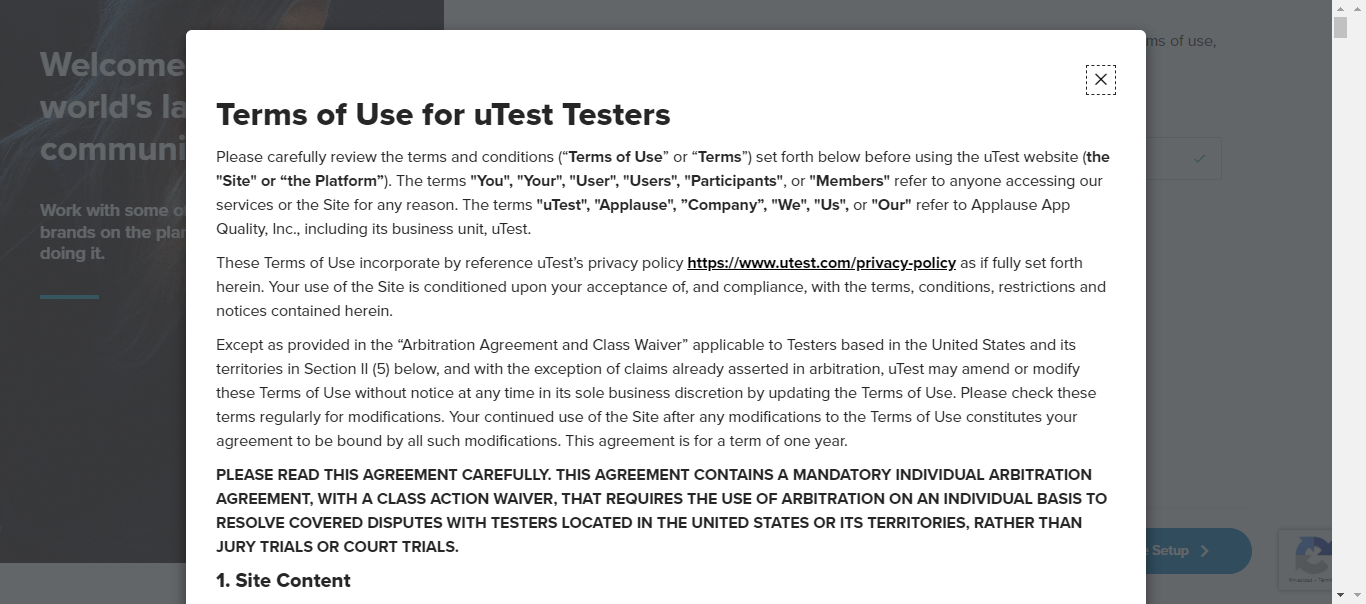 Welcome
world's la
communi
Work with some o
brands on the plan
doing it.
ms of use,
Terms of Use for uTest Testers
Please carefully review the terms and conditions (“Terms of Use” or “Terms”) set forth below before using the uTest website (the
"Site" or “the Platform”). The terms "You", "Your", "User", "Users", "Participants", or "Members" refer to anyone accessing our
services or the Site for any reason. The terms "uTest", "Applause", ”Company”, "We", "Us", or "Our" refer to Applause App
Quality, Inc., including its business unit, uTest.
These Terms of Use incorporate by reference uTest’s privacy policy https://www.utest.com/privacy-policy as if fully set forth
herein. Your use of the Site is conditioned upon your acceptance of, and compliance, with the terms, conditions, restrictions and
notices contained herein.
Except as provided in the “Arbitration Agreement and Class Waiver” applicable to Testers based in the United States and its
territories in Section II (5) below, and with the exception of claims already asserted in arbitration, uTest may amend or modify
these Terms of Use without notice at any time in its sole business discretion by updating the Terms of Use. Please check these
terms regularly for modifications. Your continued use of the Site after any modifications to the Terms of Use constitutes your
agreement to be bound by all such modifications. This agreement is for a term of one year.
PLEASE READ THIS AGREEMENT CAREFULLY. THIS AGREEMENT CONTAINS A MANDATORY INDIVIDUAL ARBITRATION
AGREEMENT, WITH A CLASS ACTION WAIVER, THAT REQUIRES THE USE OF ARBITRATION ON AN INDIVIDUAL BASIS TO
RESOLVE COVERED DISPUTES WITH TESTERS LOCATED IN THE UNITED STATES OR ITS TERRITORIES, RATHER THAN
JURY TRIALS OR COURT TRIALS.
1. Site Content
e Setup